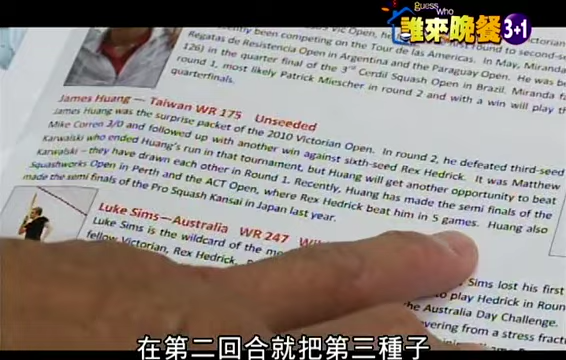 guess who
誰來晚餐 3+1
Regatas de Resistencia Open in Argentina and the Paraguay Open. He was
126) in the quarter final of the 3rd Cerdil Squash Open in Brazil. Miranda
round 1, most likely Patrick Miescher in round 2 and with a win will play
quarterfinals.
James Huang — Taiwan WR 175 Unseeded
James Huang was the surprise packet of the 2010 Victorian Open. In round 2, he defeated third-seed
Mike Corren 3/0 and followed up with another win against sixth-seed Rex Hedrick. It was Matthew
Karwalski who ended Huang's run in that tournament, but Huang will get another opportunity to beat
Karwalski – they have drawn each other in Round 1. Recently, Huang has made the semi finals of the
Squashworks Open in Perth and the ACT Open, where Rex Hedrick beat him in 5 games. Huang also
made the semi finals of the Pro Squash Kansai in Japan last year.
Luke Sims—Australia WR 247
Luke Sims is the wildcard of the
fellow Victorian, Rex Hedrick.
Sims lost his first
to play Hedrick in Round
the Australia Day Challenge.
from a stress
在第二回合就把第三種子